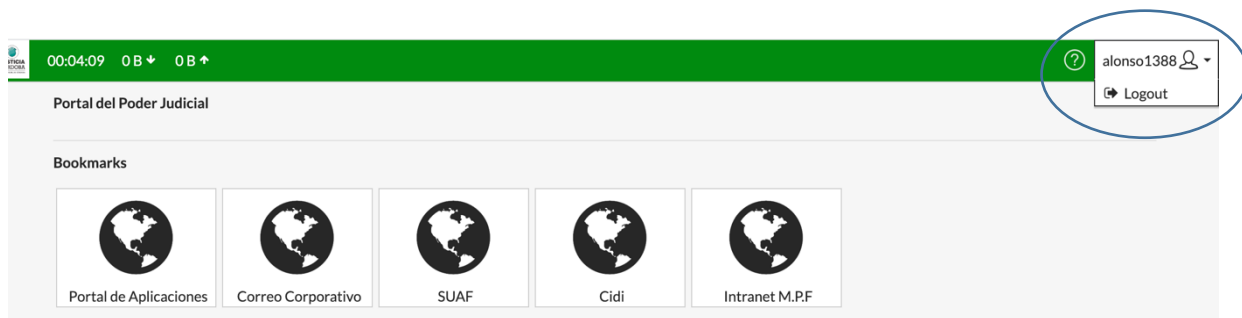 00:04:09 0 B 0 B
alonso1388
Logout
Portal del Poder Judicial
Bookmarks
Portal de Aplicaciones Correo Corporativo SUAF Cidi Intranet M.P.F